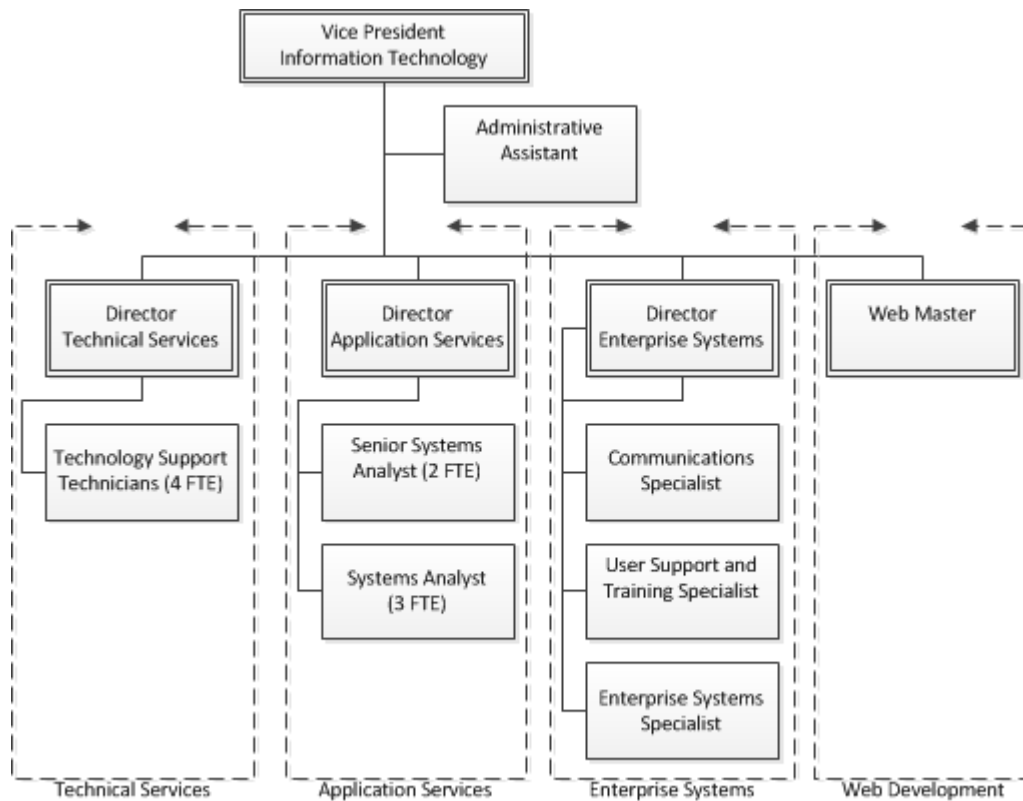 Vice President
Information Technology
Administrative
Assistant
Director
Technical Services
Technology Support
Technicians (4 FTE)
Director
Application Services
Senior Systems
Analyst (2 FTE)
Systems Analyst
(3 FTE)
Director
Enterprise Systems
Communications
Specialist
User Support and
Training Specialist
Enterprise Systems
Specialist
Web Master
Technical Services
Application Services
Enterprise Systems
Web Development